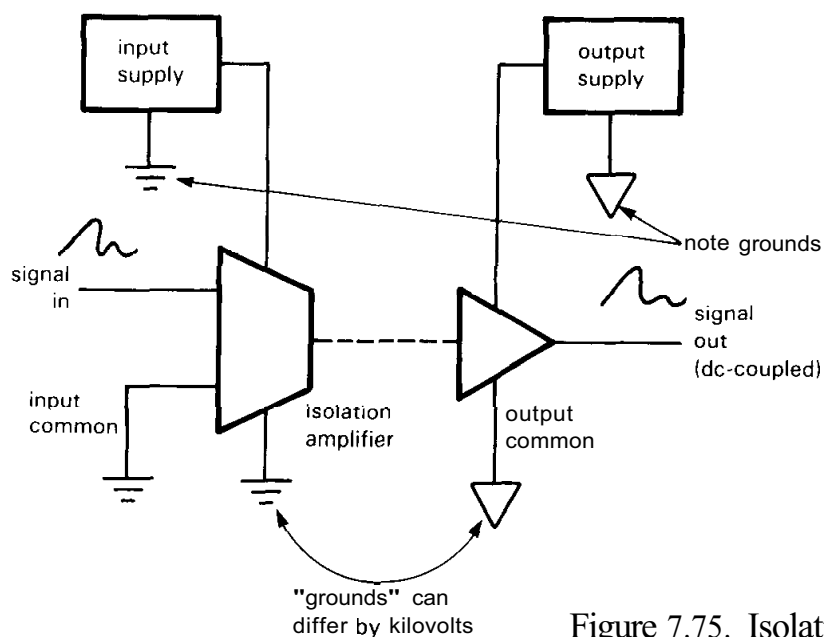 input
supply
output
supply
note grounds
signal
in
signal
out
(dc-coupled)
input
common
isolation
amplifier
output
common
"grounds" can
differ by kilovolts
Figure 7.75. Isolat